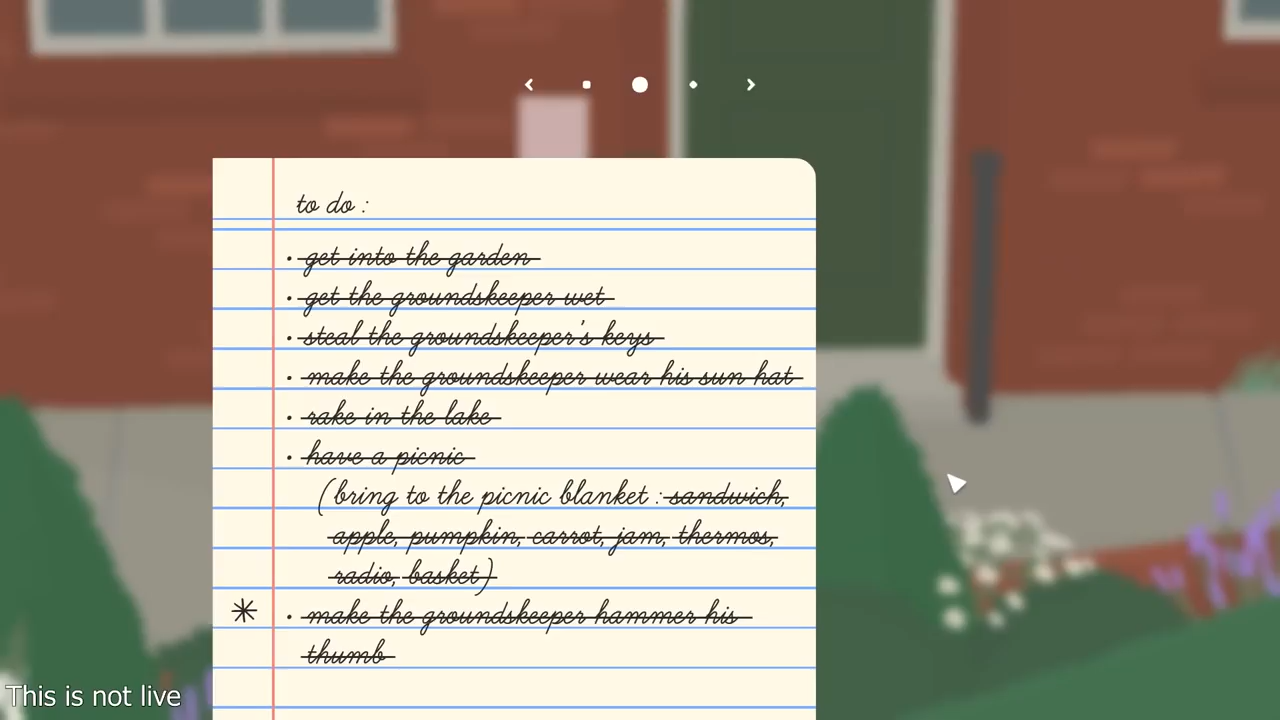 to do :
• get into the garden
• get the groundskeeper wet
• steal the groundskeeper's keys
• make the groundskeeper wear his sun hat
• rake in the lake
• have a picnic
(bring to the picnic blanket : sandwich,
apple, pumpkin, carrot, jam, thermos,
radio, basket)
• make the groundskeeper hammer his
thumb
This is not live